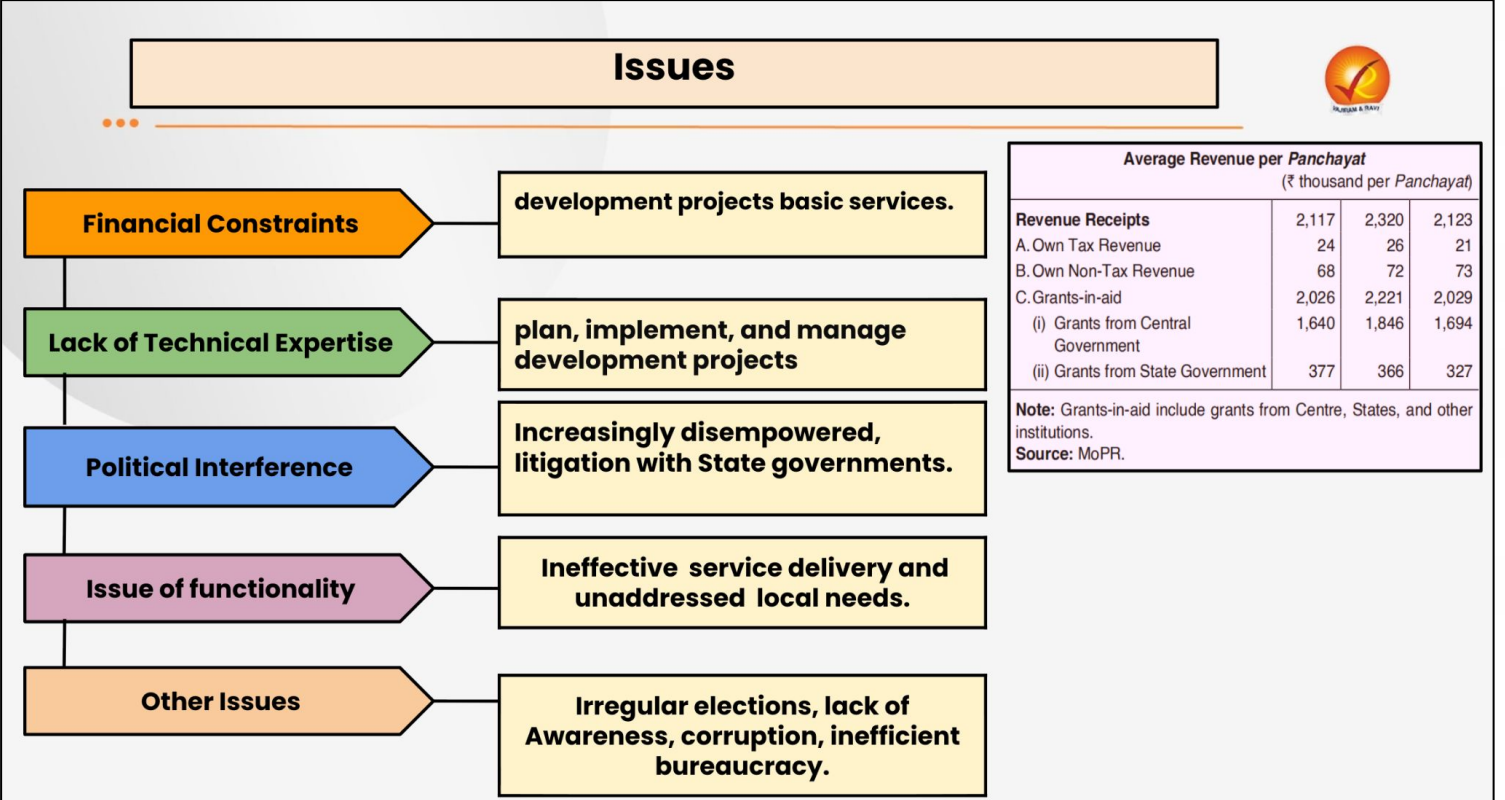 Issues
VAJIRAM & RAVI
Financial Constraints
development projects basic services.
Lack of Technical Expertise
plan, implement, and manage
development projects
Political Interference
Increasingly disempowered,
litigation with State governments.
Issue of functionality
Ineffective service delivery and
unaddressed local needs.
Other Issues
Irregular elections, lack of
Awareness, corruption, inefficient
bureaucracy.
Average Revenue per Panchayat
(₹ thousand per Panchayat)
Revenue Receipts 2,117 2,320 2,123
A. Own Tax Revenue 24 26 21
B. Own Non-Tax Revenue 68 72 73
C. Grants-in-aid 2,026 2,221 2,029
(i) Grants from Central 1,640 1,846 1,694
Government
(ii) Grants from State Government 377 366 327
Note: Grants-in-aid include grants from Centre, States, and other
institutions.
Source: MoPR.